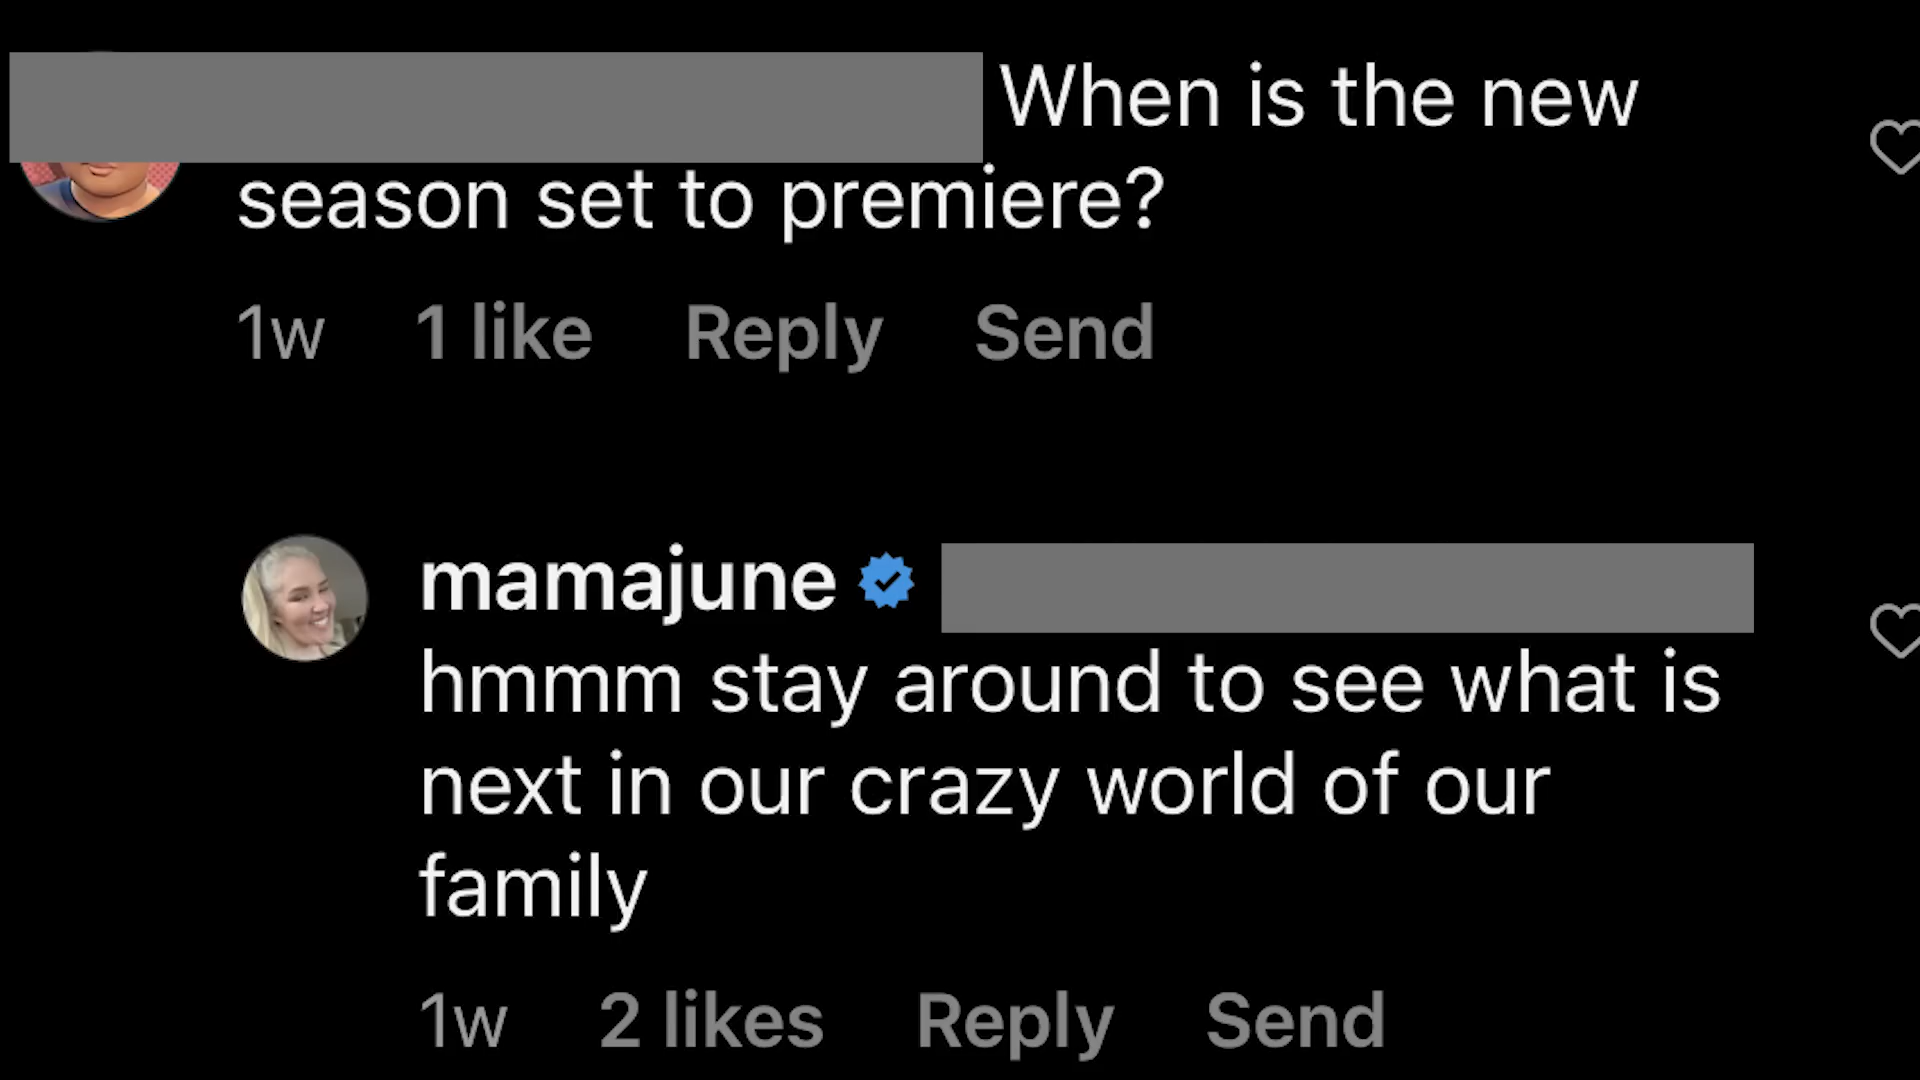 When is the new
season set to premiere?
1w 1 like Reply Send
mamajune
hmmm stay around to see what is
next in our crazy world of our
family
1w 2 likes Reply Send